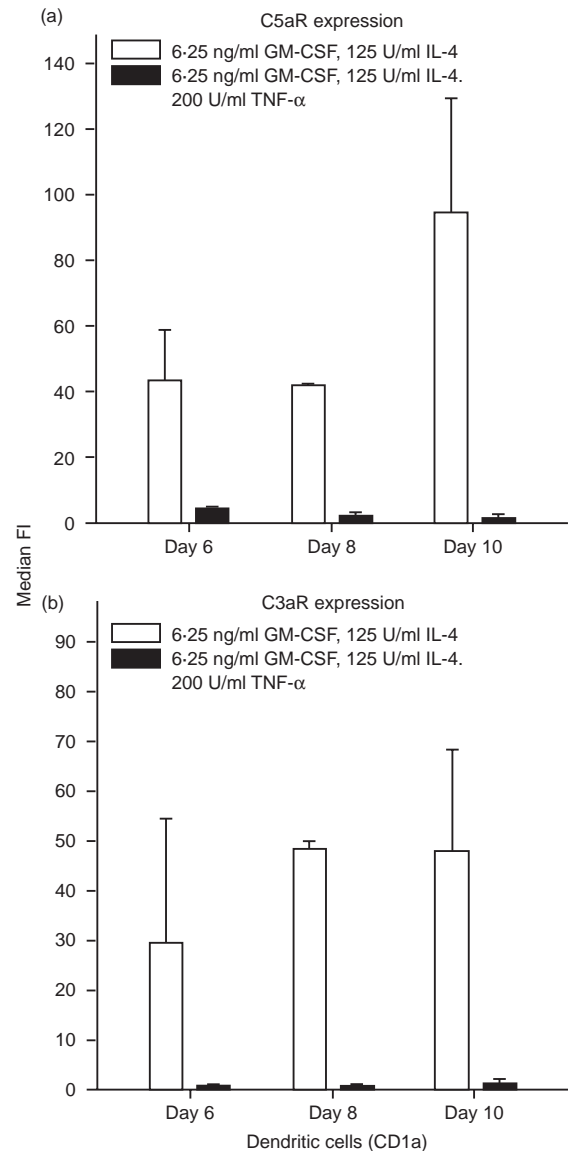 (a)
C5aR expression
6·25 ng/ml GM-CSF, 125 U/ml IL-4
6·25 ng/ml GM-CSF, 125 U/ml IL-4.
200 U/ml TNF-α
140
120
100
80
60
40
20
0
Day 6 Day 8 Day 10
Median FI
(b)
C3aR expression
6·25 ng/ml GM-CSF, 125 U/ml IL-4
6·25 ng/ml GM-CSF, 125 U/ml IL-4.
200 U/ml TNF-α
90
80
70
60
50
40
30
20
10
0
Day 6 Day 8 Day 10
Dendritic cells (CD1a)